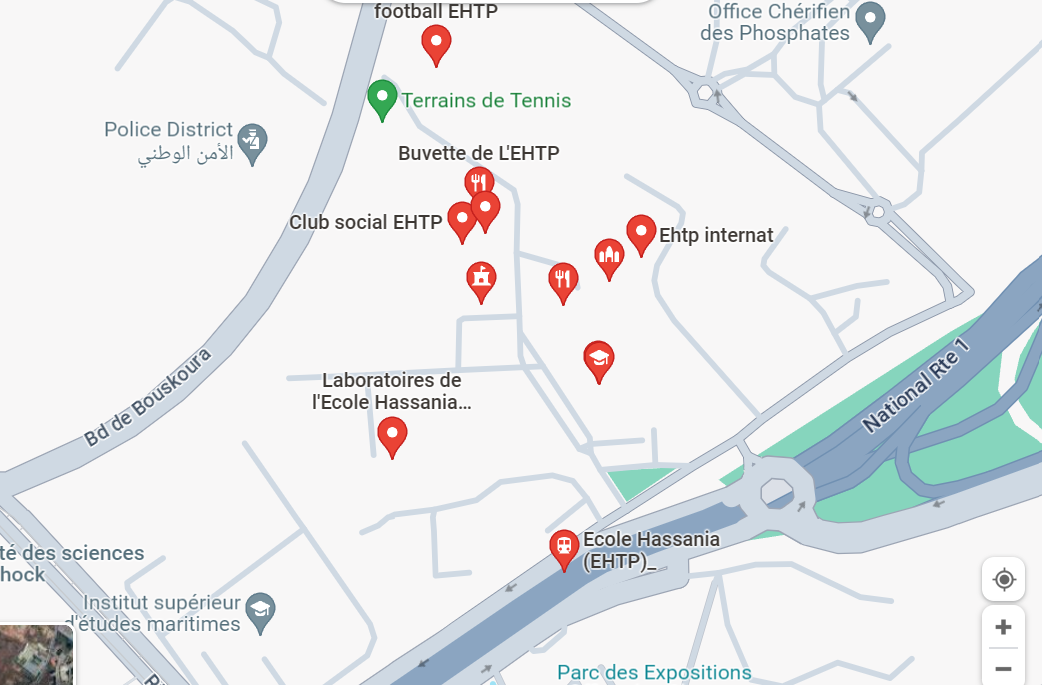 football EHTP
Office Chérifien
des Phosphates
Terrains de Tennis
Police District
الأمن الوطني
Buvette de L'EHTP
Club social EHTP
Ehtp internat
National Rte 1
Bd de Bouskoura
Laboratoires de
l'Ecole Hassania...
Ecole Hassania
(EHTP)_
té des sciences
hock
Institut supérieur
d'études maritimes
Parc des Expositions